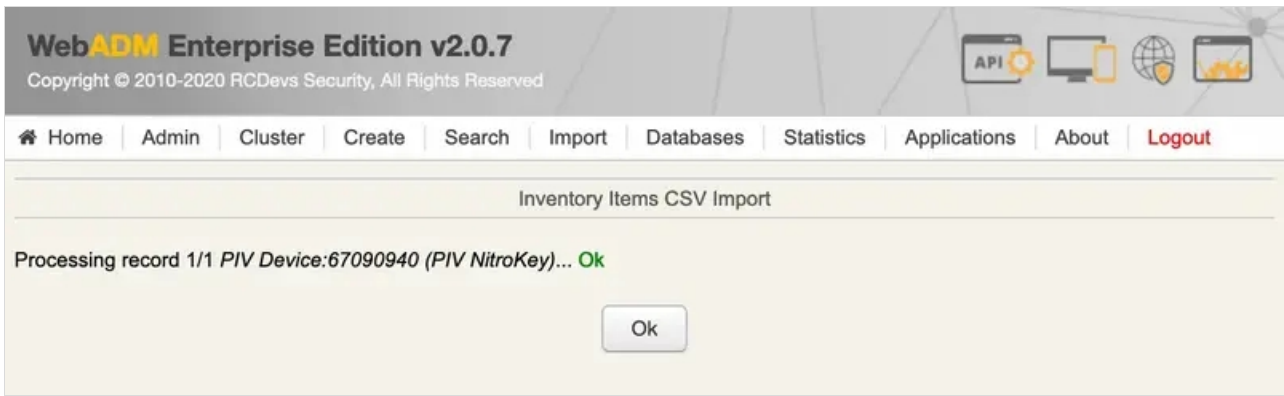 WebADM Enterprise Edition v2.0.7
Copyright © 2010-2020 RCDevs Security, All Rights Reserved
API
Home Admin Cluster Create Search Import Databases Statistics Applications About Logout
Inventory Items CSV Import
Processing record 1/1 PIV Device:67090940 (PIV NitroKey)... Ok
Ok